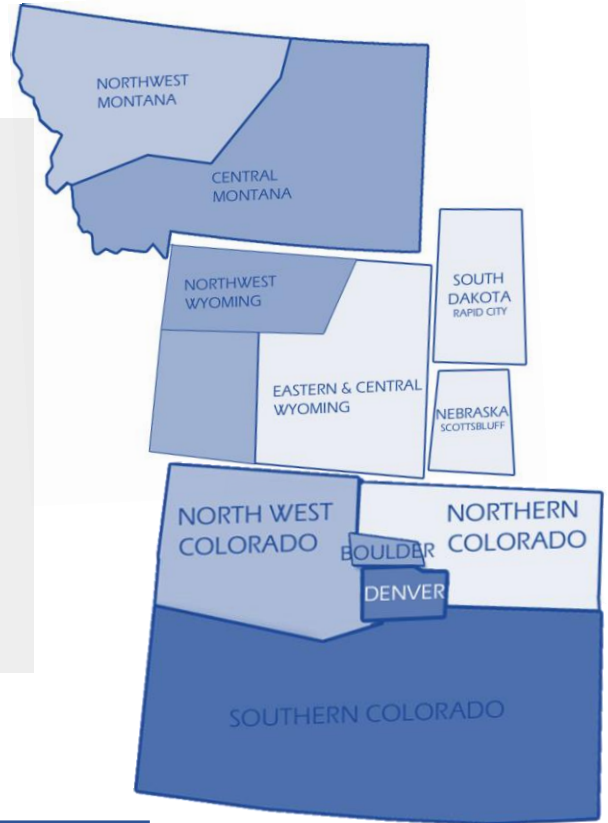 NORTHWEST
MONTANA
CENTRAL
MONTANA
NORTHWEST
WYOMING
SOUTH
DAKOTA
RAPID CITY
EASTERN & CENTRAL
WYOMING
NEBRASKA
SCOTTSBLUFF
NORTH WEST
COLORADO
NORTHERN
COLORADO
BOULDER
DENVER
SOUTHERN COLORADO